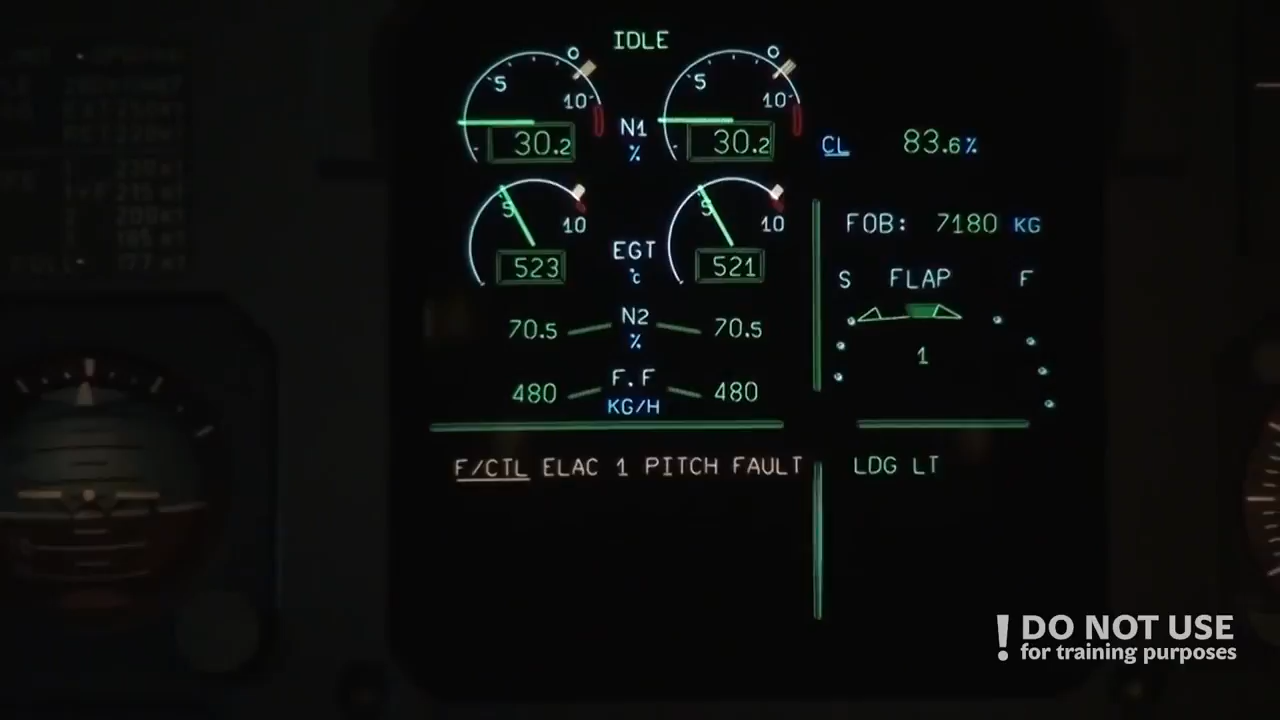 IDLE
5 10 5 10
30.2 N1 % 30.2
CL 83.6%
5 10 5 10
523 EGT °C 521
FOB: 7180 KG
S FLAP F
1
70.5 N2 % 70.5
480 F.F KG/H 480
F/CTL ELAC 1 PITCH FAULT LDG LT
! DO NOT USE
for training purposes